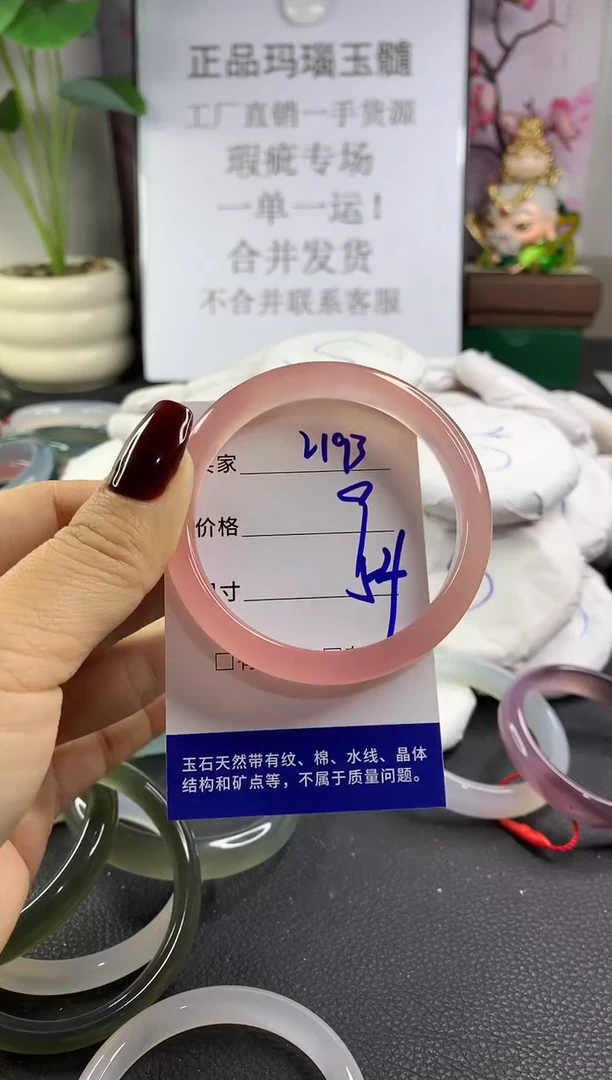 正品玛瑙玉髓
工厂直销一手货源
瑕疵专场
一单一运！
合并发货
不合并联系客服
家 2193
价格
寸 54
玉石天然带有纹、棉、水线、晶体
结构和矿点等，不属于质量问题。